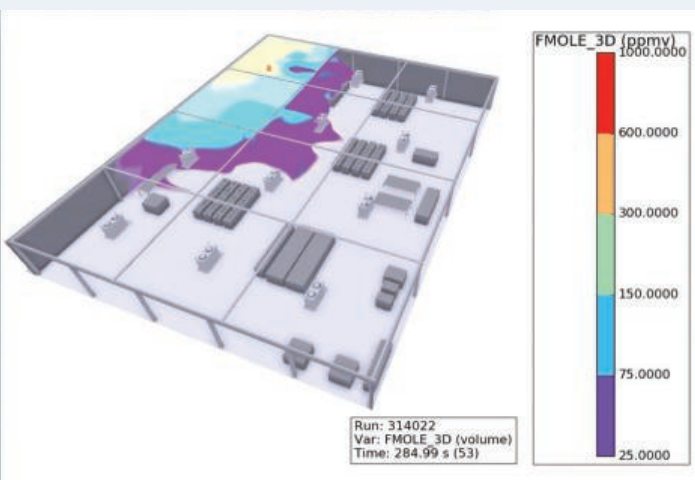 FMOLE_3D (ppmv)
1000.0000
600.0000
300.0000
150.0000
75.0000
25.0000
Run: 314022
Var: FMOLE_3D (volume)
Time: 284.99 s (53)